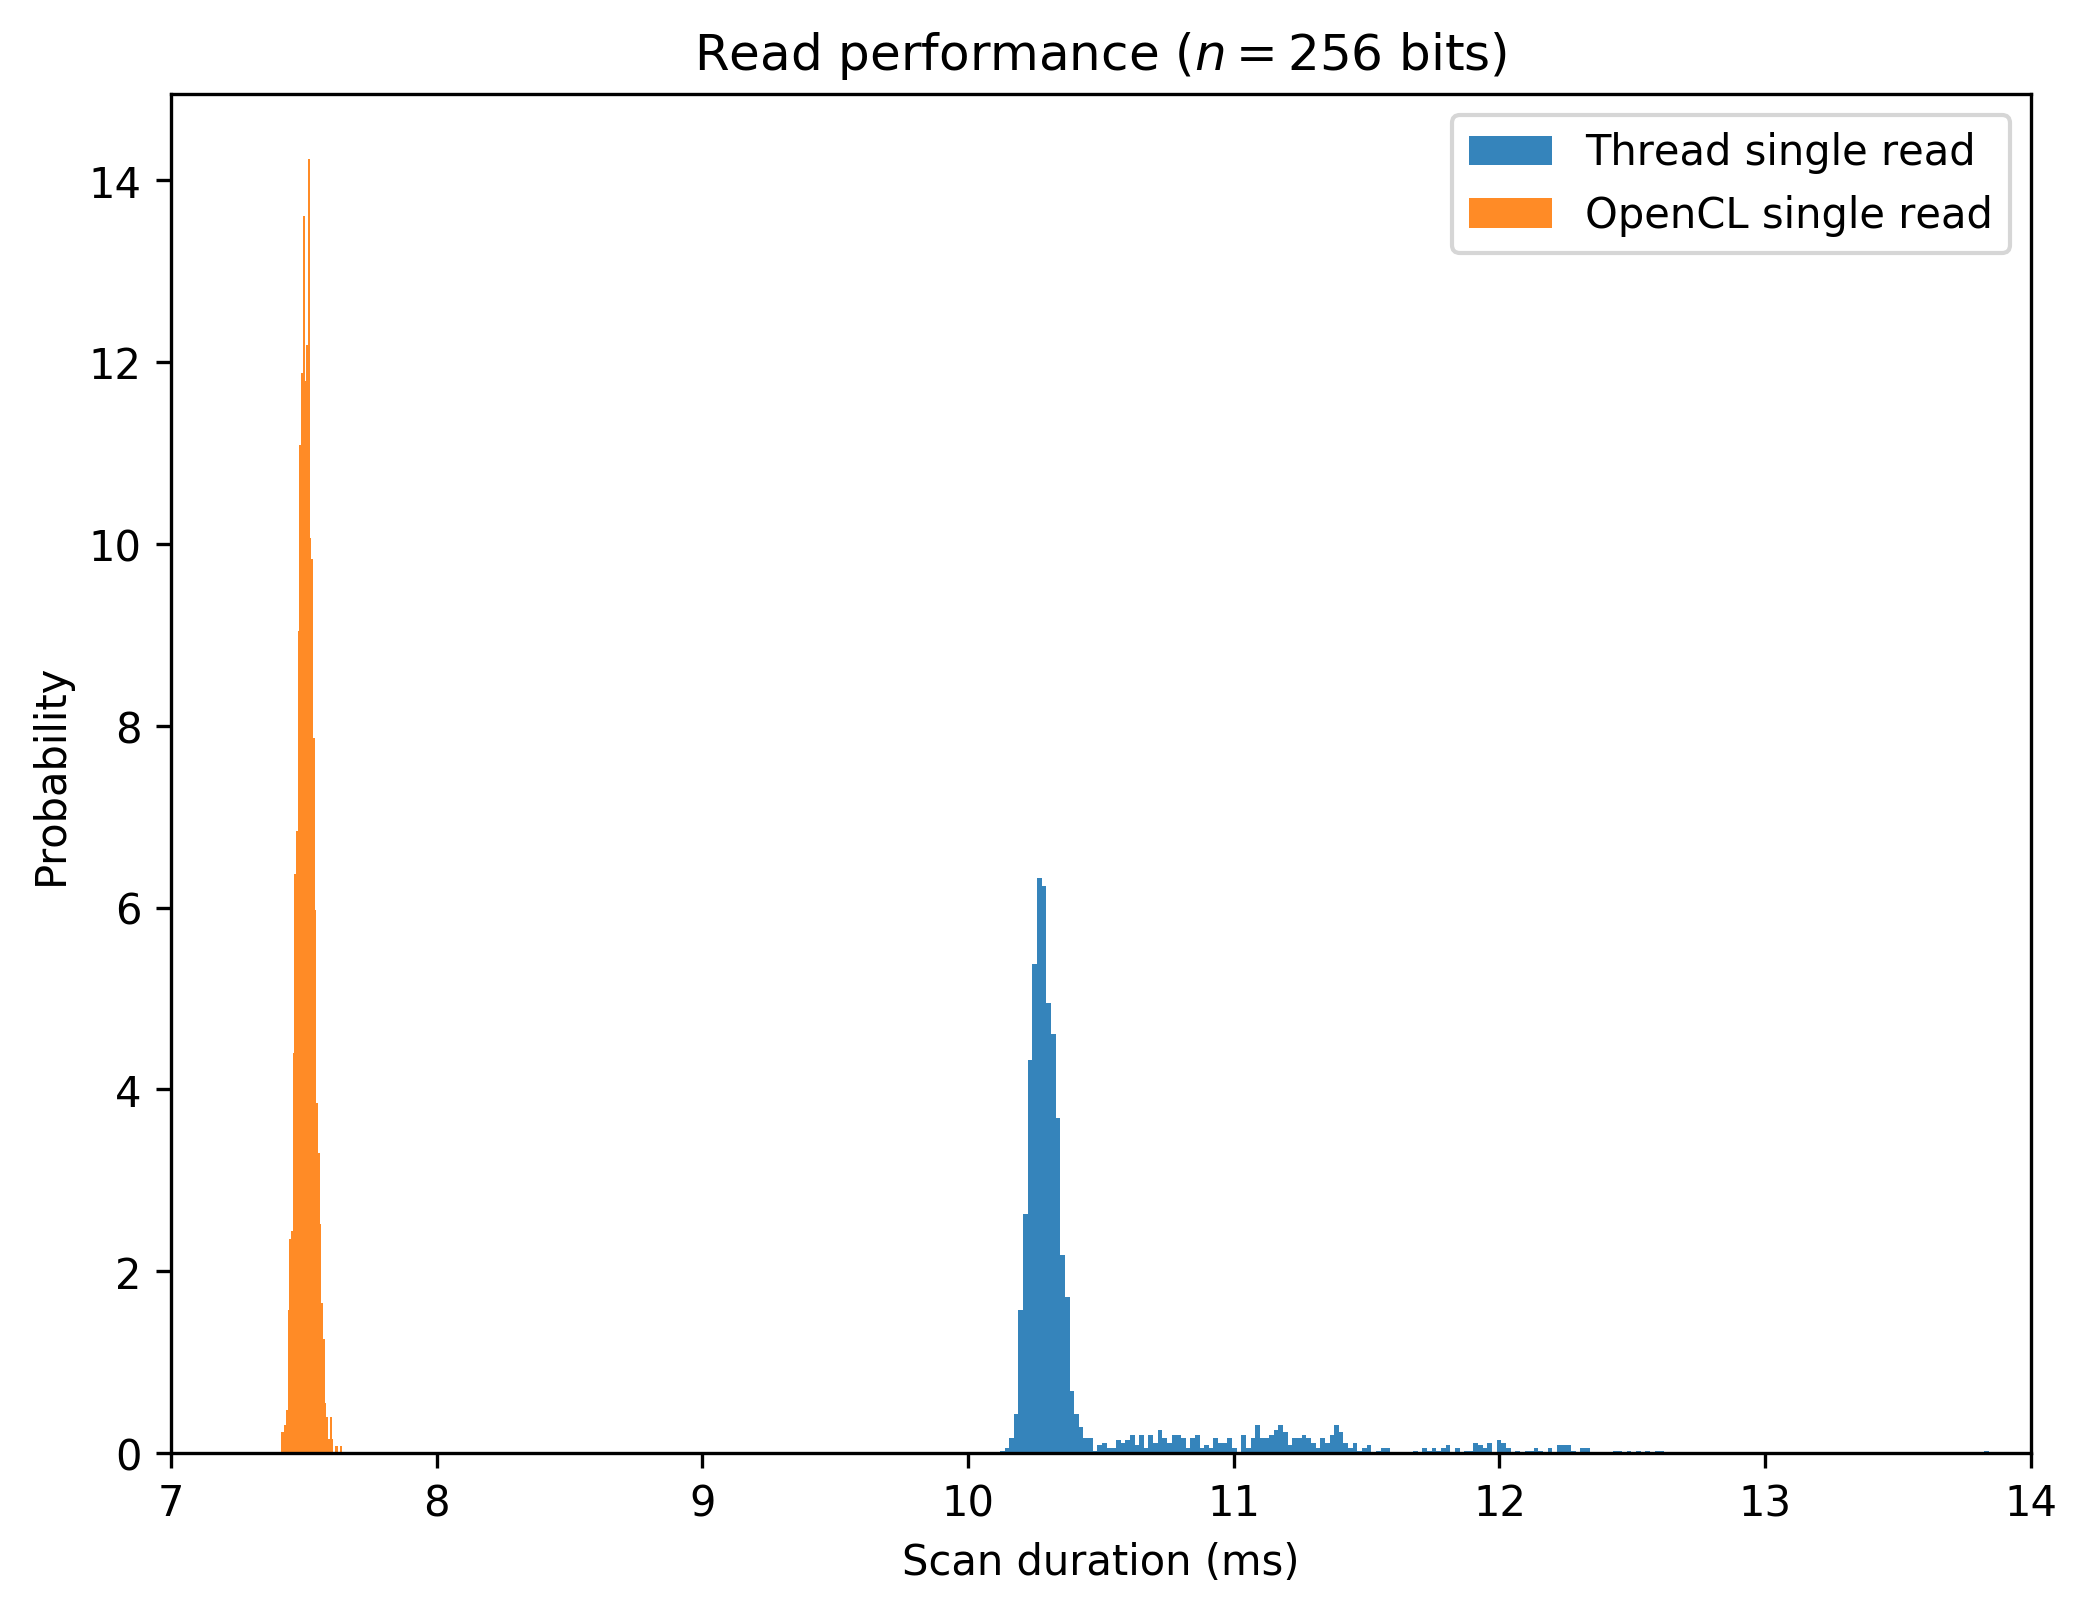 Read performance (n = 256 bits)
Thread single read
OpenCL single read
Probability
14
12
10
8
6
4
2
0
7 8 9 10 11 12 13 14
Scan duration (ms)